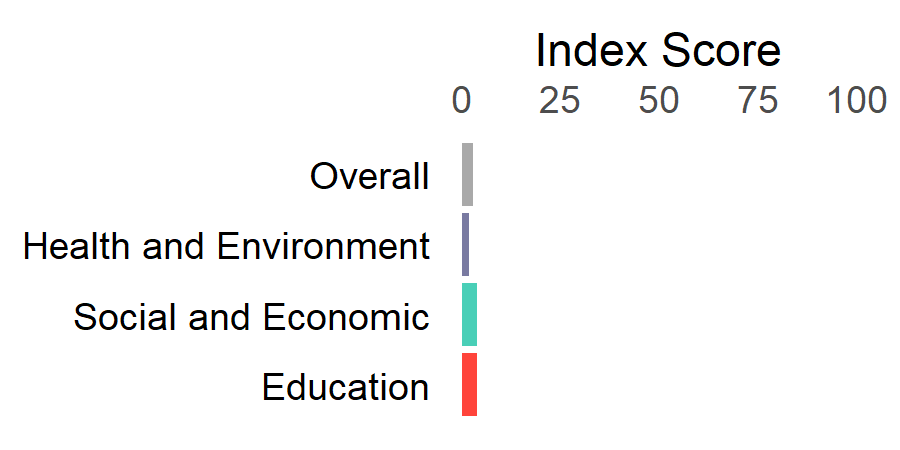 Index Score
0 25 50 75 100
Overall
Health and Environment
Social and Economic
Education